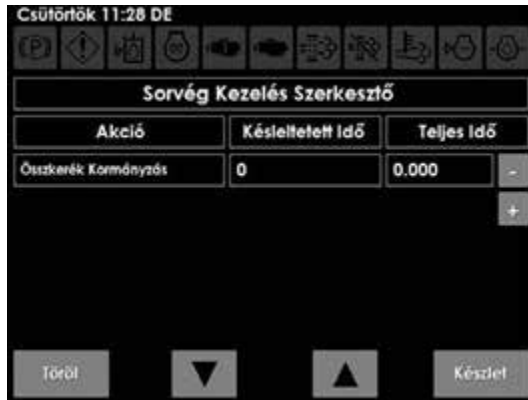 Csütörtök 11:28 DE
Sorvég Kezelés Szerkesztő
Akció Késleltetett Idő Teljes Idő
Összkerék Kormányzás 0 0.000 -
+
Töröl Készlet